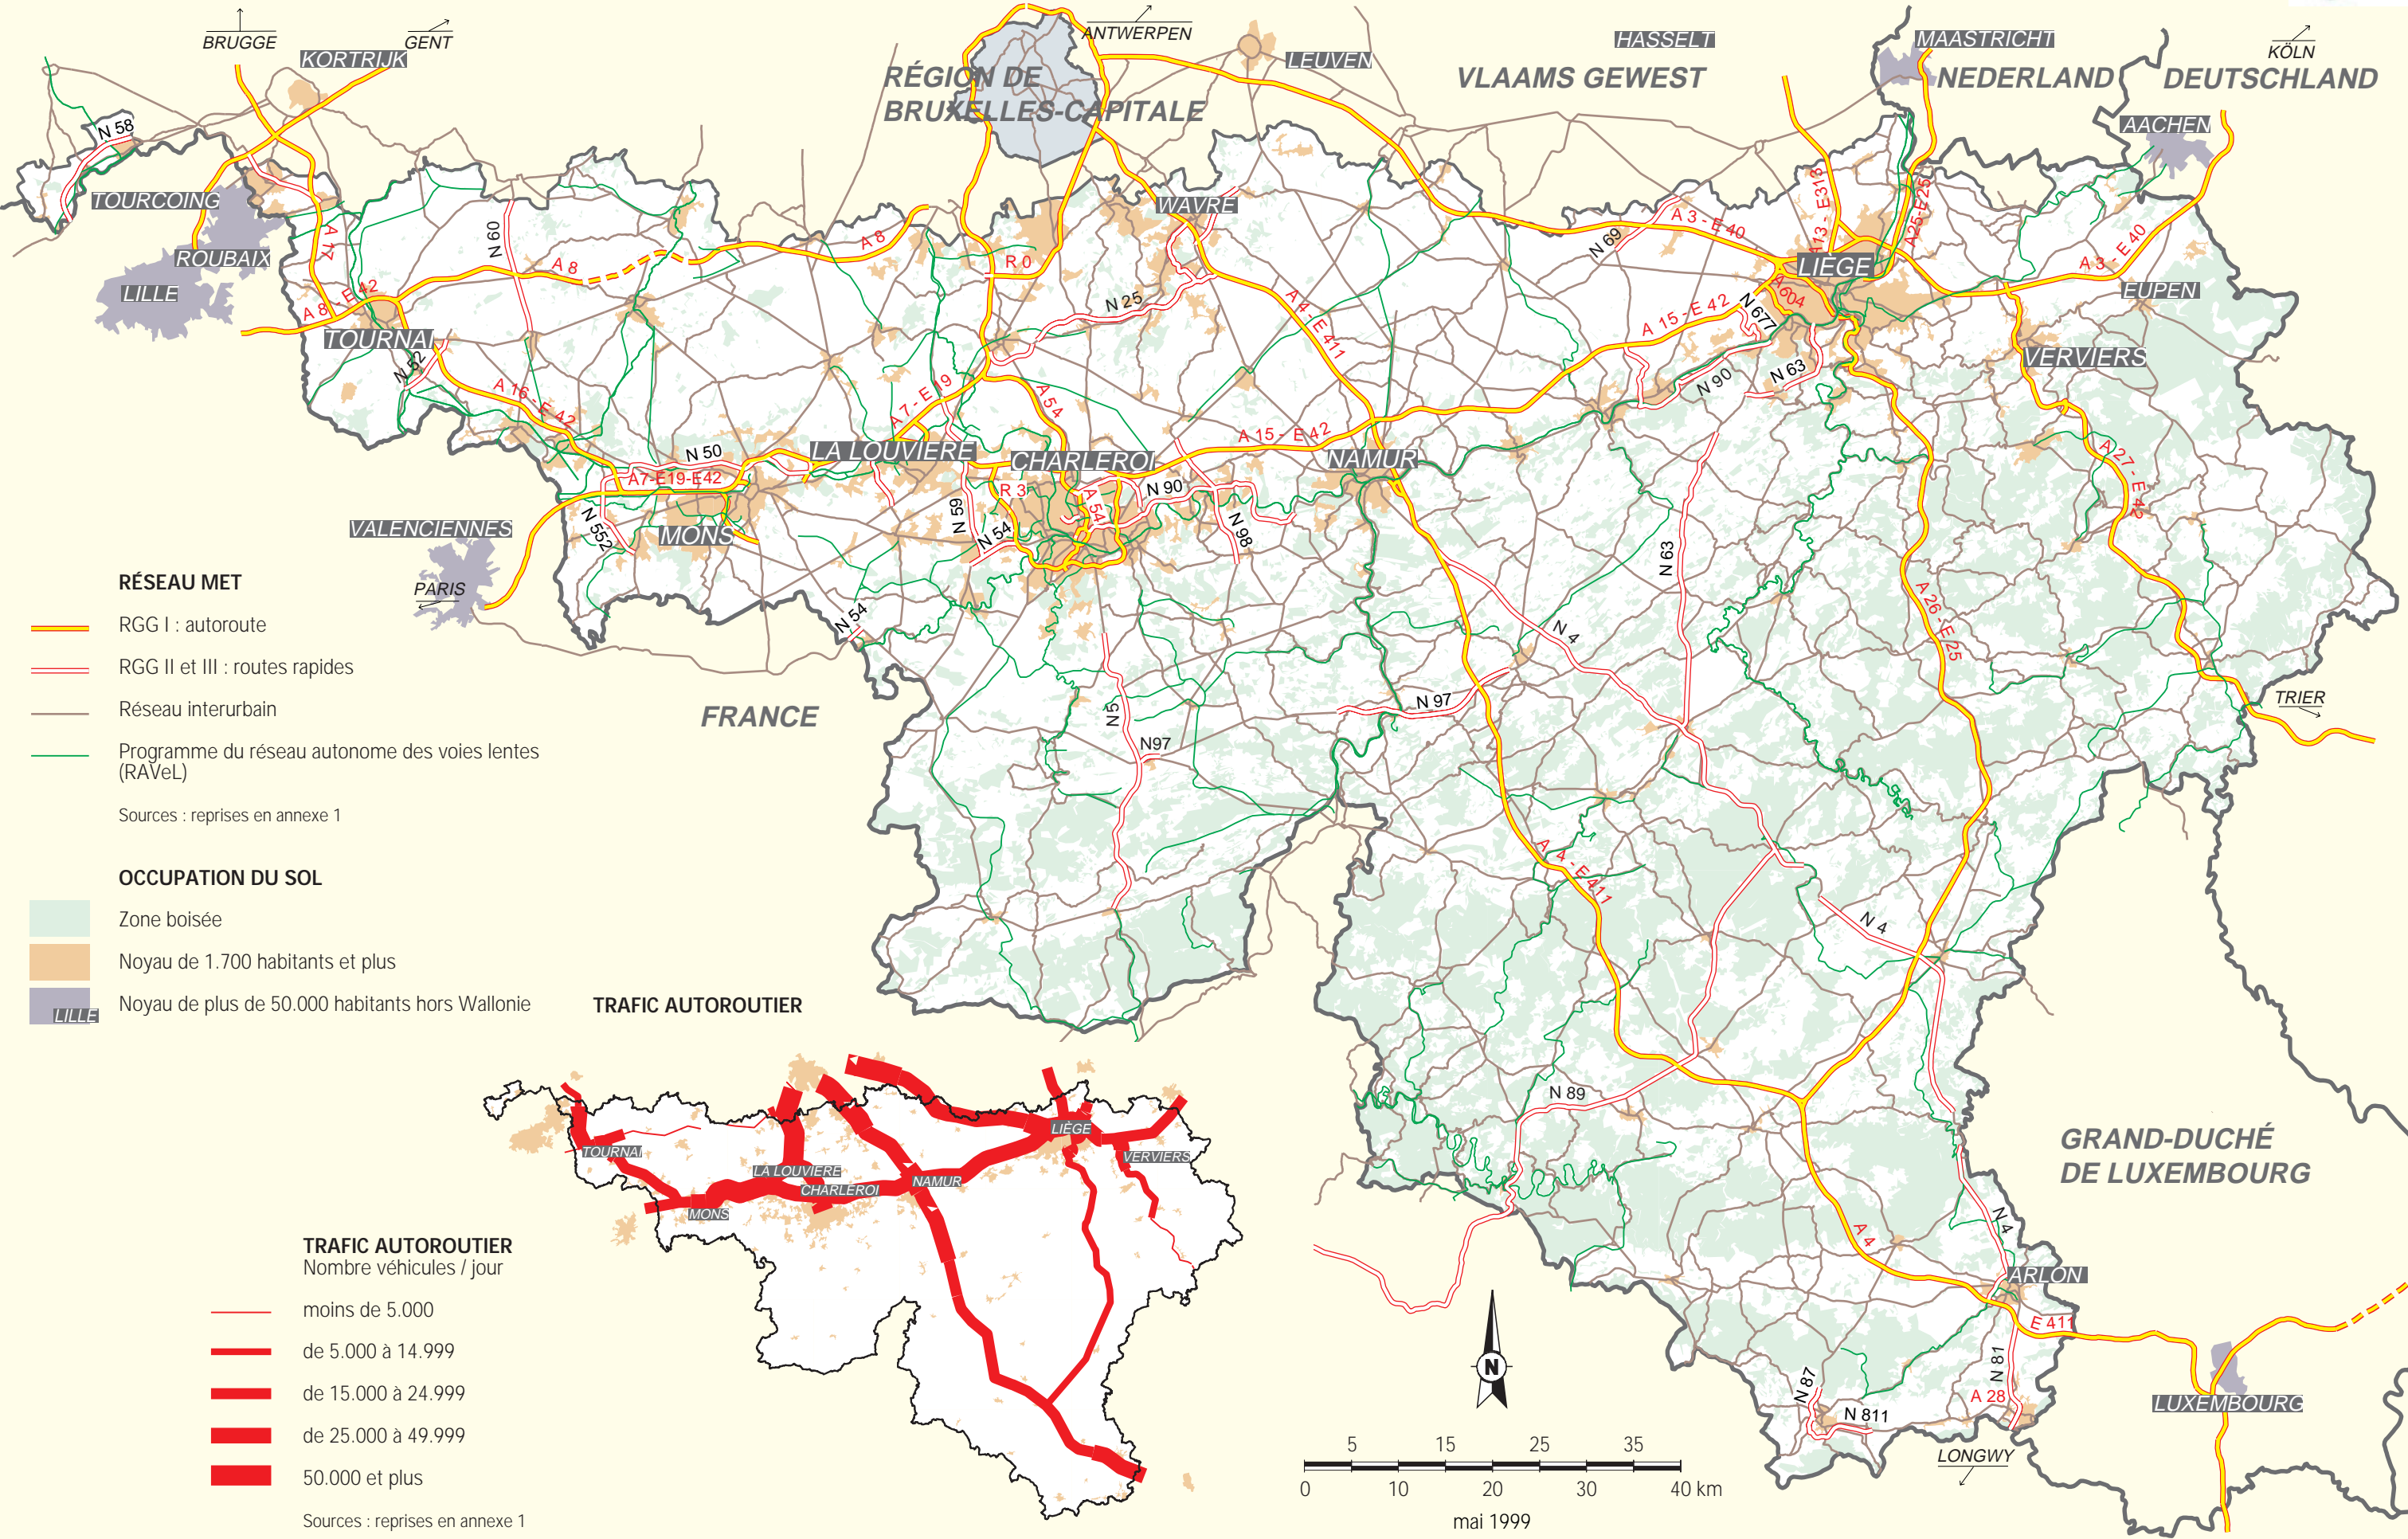 BRUGGE
GENT
KORTRIJK
ANTWERPEN
LEUVEN
HASSELT
MAASTRICHT
KÖLN
RÉGION DE
BRUXELLES-CAPITALE
VLAAMS GEWEST
NEDERLAND
DEUTSCHLAND
AACHEN
N 58
TOURCOING
ROUBAIX
LILLE
A 17
N 60
A 8
A 8
R 0
WAVRE
N 25
A 4 - E 411
N 69
A 3 - E 40
A13 - E313
A25-E25
LIEGE
A604
A 3 - E 40
EUPEN
VERVIERS
A 8 - E 42
TOURNAI
N 52
A 16 - E 42
A 7 - E 19
A 54
A 15 - E 42
N 677
N 90
N 63
A 27 - E 42
N 50
A7-E19-E42
LA LOUVIERE
CHARLEROI
A 15 - E 42
NAMUR
R 3
A 54
N 90
N 98
N 59
N 54
N 552
MONS
VALENCIENNES
PARIS
N 54
N 63
N 4
A 26 - E 25
N 5
N97
N 97
FRANCE
TRIER
A 4 - E 411
N 4
N 89
N 4
A 4
ARLON
E 411
N 81
A 28
N 87
N 811
LONGWY
LUXEMBOURG
GRAND-DUCHÉ
DE LUXEMBOURG
RÉSEAU MET
RGG I : autoroute
RGG II et III : routes rapides
Réseau interurbain
Programme du réseau autonome des voies lentes
(RAVeL)
Sources : reprises en annexe 1
OCCUPATION DU SOL
Zone boisée
Noyau de 1.700 habitants et plus
LILLE
Noyau de plus de 50.000 habitants hors Wallonie
TRAFIC AUTOROUTIER
TOURNAI
LA LOUVIERE
CHARLEROI
MONS
NAMUR
LIÈGE
VERVIERS
TRAFIC AUTOROUTIER
Nombre véhicules / jour
moins de 5.000
de 5.000 à 14.999
de 15.000 à 24.999
de 25.000 à 49.999
50.000 et plus
Sources : reprises en annexe 1
N
5 15 25 35
0 10 20 30 40 km
mai 1999